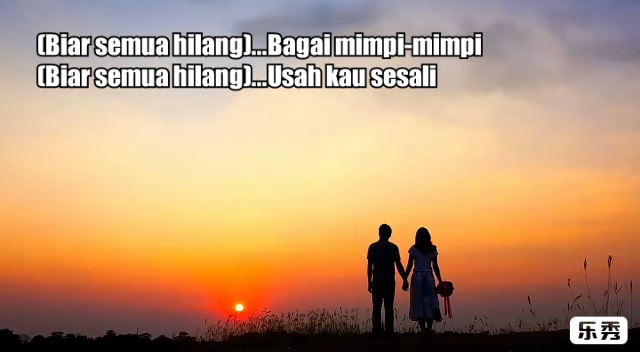 (Biar semua hilang)...Bagai mimpi-mimpi
(Biar semua hilang)...Usah kau sesali
乐秀